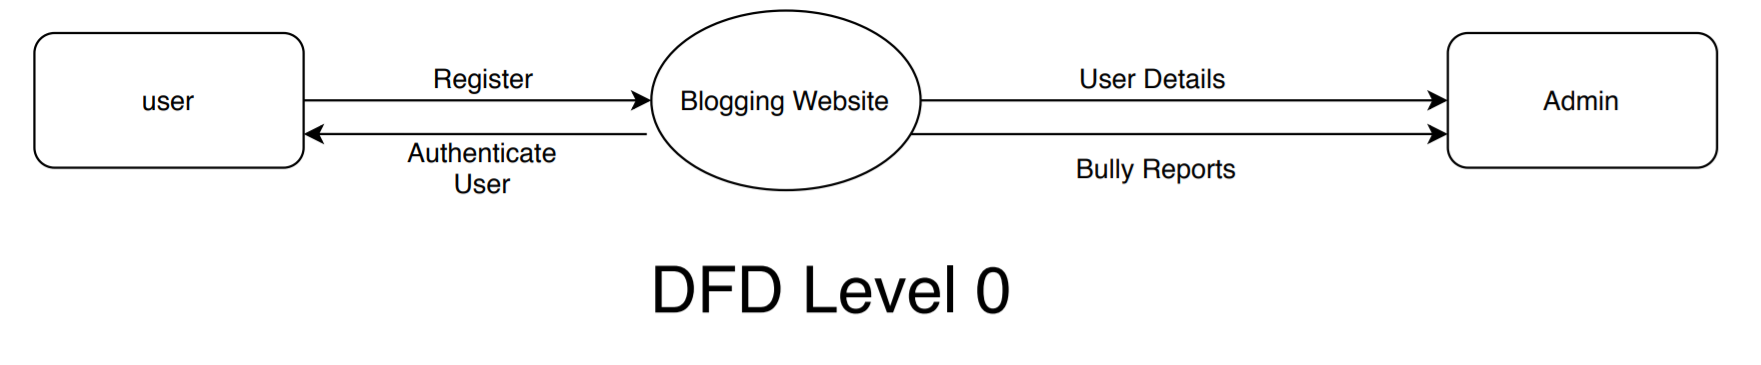 user
Register
Authenticate
User
Blogging Website
User Details
Bully Reports
Admin
DFD Level 0